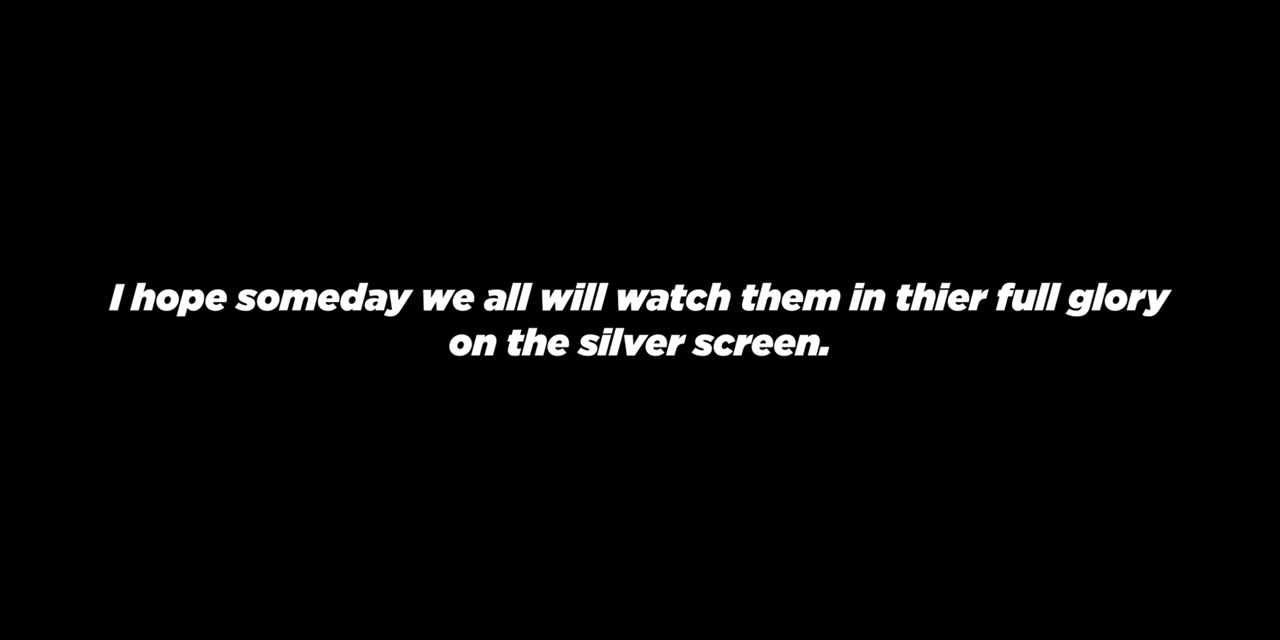 I hope someday we all will watch them in thier full glory
on the silver screen.